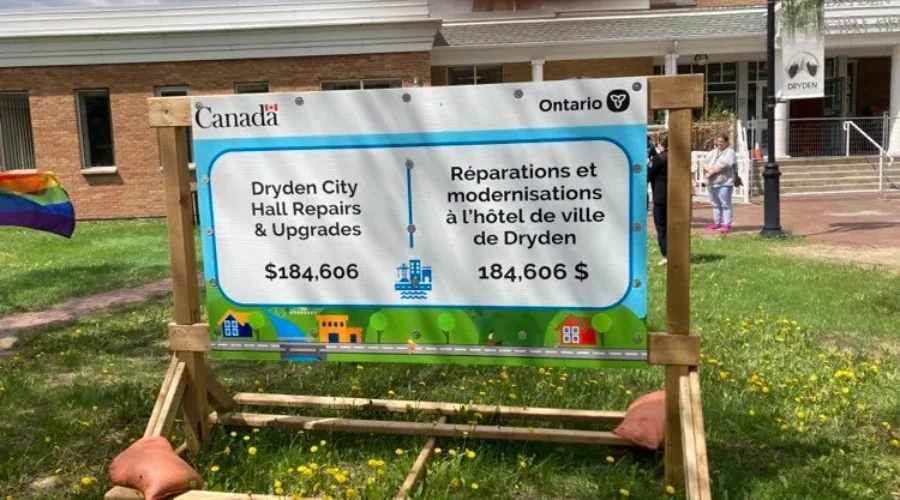 Canada
Ontario
Dryden City
Hall Repairs
& Upgrades
$184,606
Réparations et
modernisations
à l'hôtel de ville
de Dryden
184,606 $
DRYDEN
DRYDEN